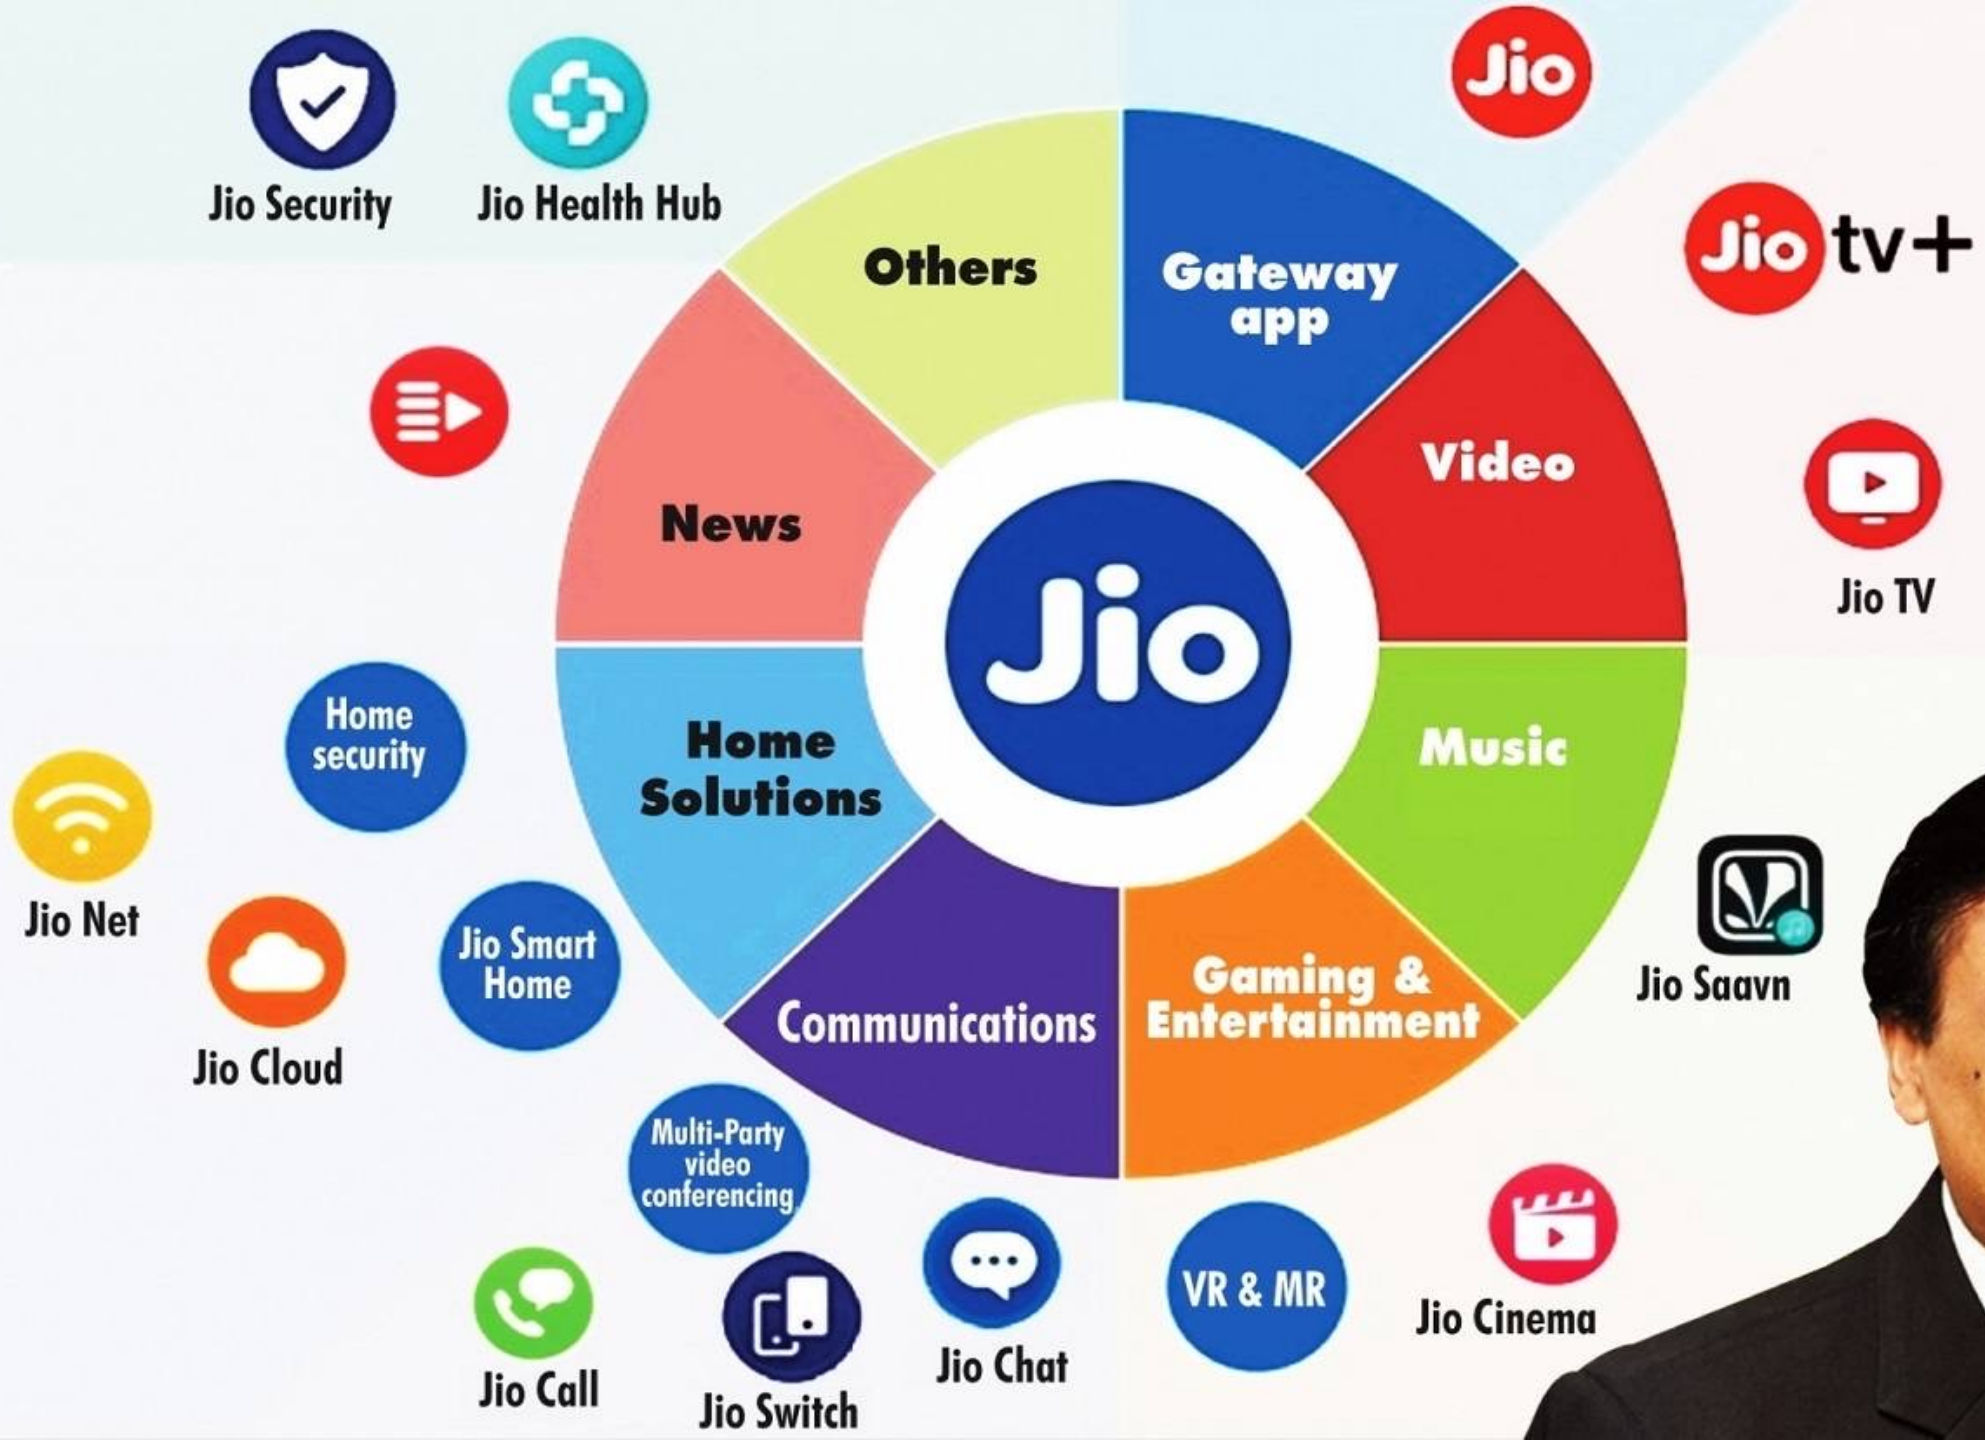 Jio
Jio Security
Jio Health Hub
Jio tv+
Others
Gateway
app
Video
Jio TV
News
Jio
Home
security
Home
Solutions
Music
Jio Net
Jio Smart
Home
Jio Cloud
Communications
Gaming &
Entertainment
Jio Saavn
Multi-Party
video
conferencing
VR & MR
Jio Cinema
Jio Chat
Jio Call
Jio Switch